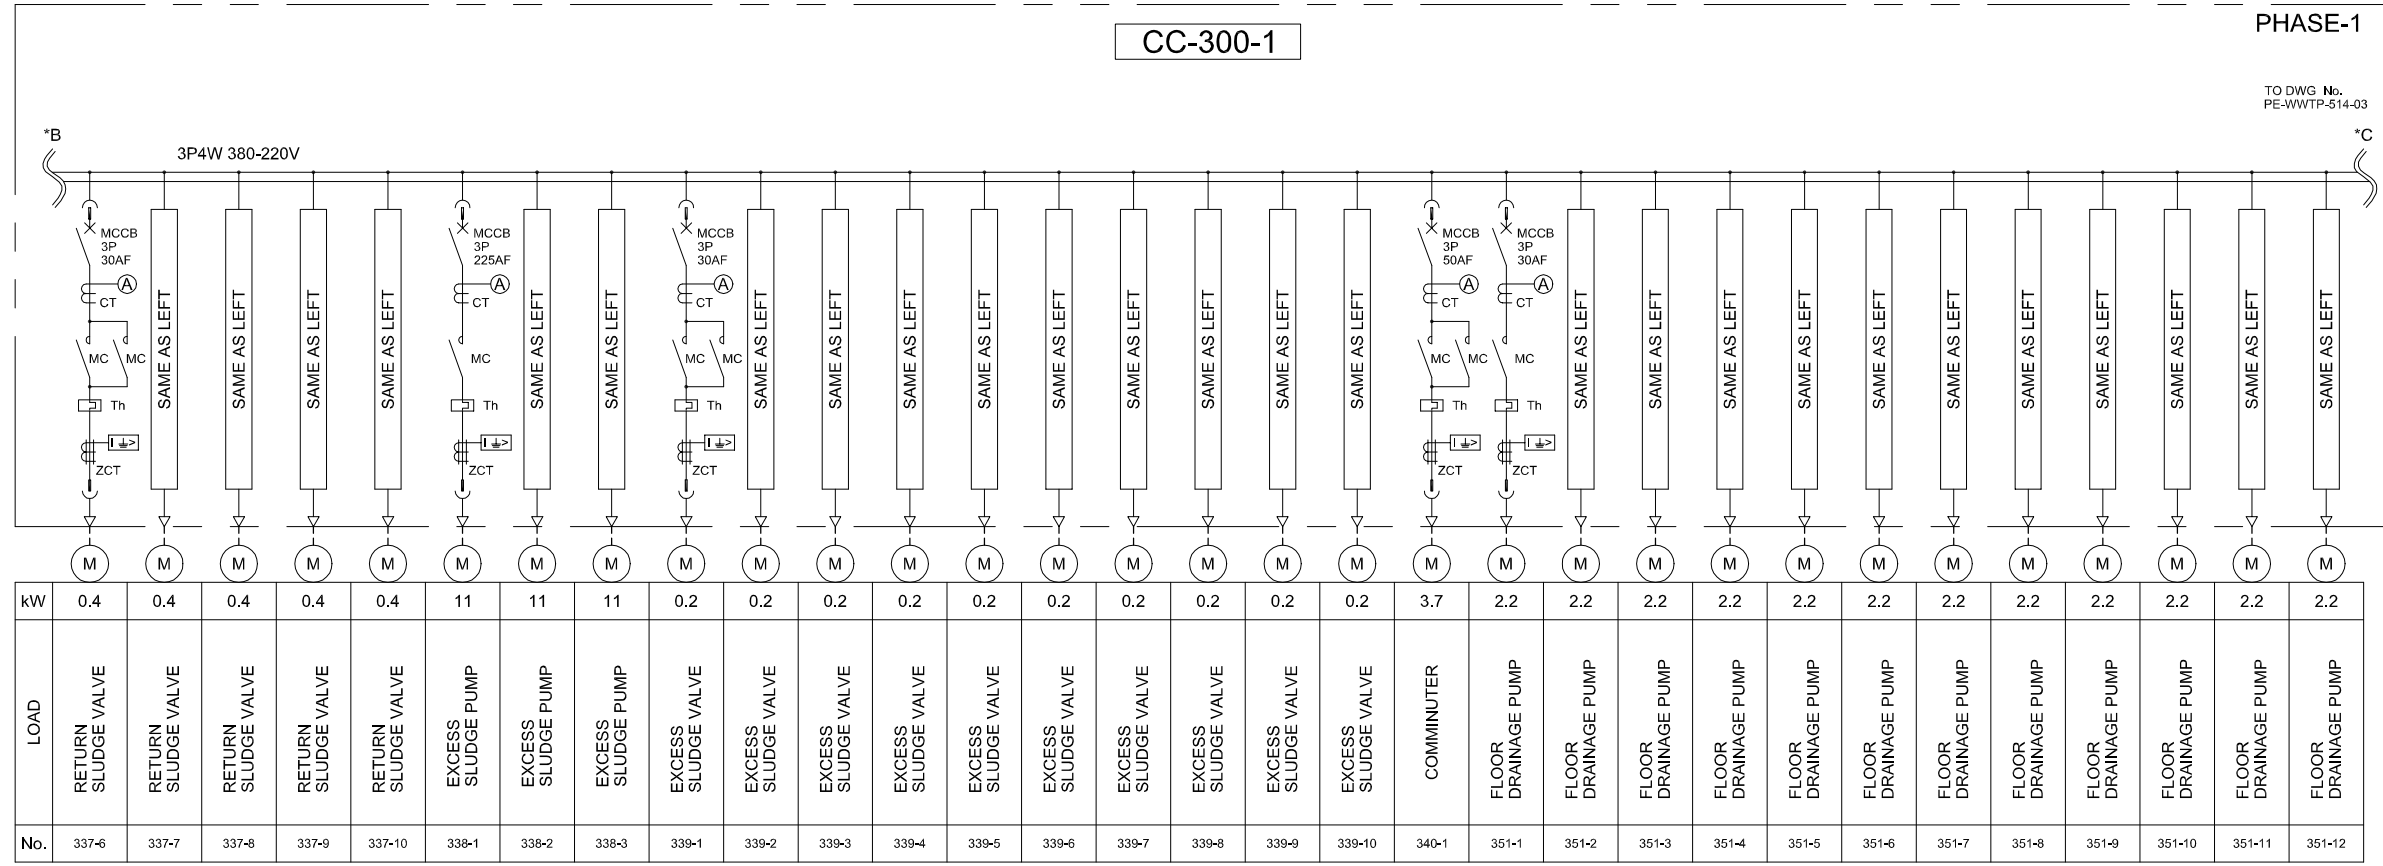 CC-300-1
PHASE-1
TO DWG No.
PE-WWTP-514-03
*B
*C
3P4W 380-220V
MCCB
3P
30AF
A
CT
MC
MC
Th
I >
ZCT
SAME AS LEFT
SAME AS LEFT
SAME AS LEFT
SAME AS LEFT
MCCB
3P
225AF
A
CT
MC
Th
I >
ZCT
SAME AS LEFT
SAME AS LEFT
MCCB
3P
30AF
A
CT
MC
MC
Th
I >
ZCT
SAME AS LEFT
SAME AS LEFT
SAME AS LEFT
SAME AS LEFT
SAME AS LEFT
SAME AS LEFT
SAME AS LEFT
SAME AS LEFT
SAME AS LEFT
MCCB
3P
50AF
A
CT
MC
MC
Th
I >
ZCT
MCCB
3P
30AF
A
CT
MC
Th
I >
ZCT
SAME AS LEFT
SAME AS LEFT
SAME AS LEFT
SAME AS LEFT
SAME AS LEFT
SAME AS LEFT
SAME AS LEFT
SAME AS LEFT
SAME AS LEFT
SAME AS LEFT
SAME AS LEFT
M M M M M M M M M M M M M M M M M M M M M M M M M M M M M M M
kW 0.4 0.4 0.4 0.4 0.4 11 11 11 0.2 0.2 0.2 0.2 0.2 0.2 0.2 0.2 0.2 0.2 3.7 2.2 2.2 2.2 2.2 2.2 2.2 2.2 2.2 2.2 2.2 2.2 2.2
LOAD
RETURN
SLUDGE VALVE
RETURN
SLUDGE VALVE
RETURN
SLUDGE VALVE
RETURN
SLUDGE VALVE
RETURN
SLUDGE VALVE
EXCESS
SLUDGE PUMP
EXCESS
SLUDGE PUMP
EXCESS
SLUDGE PUMP
EXCESS
SLUDGE VALVE
EXCESS
SLUDGE VALVE
EXCESS
SLUDGE VALVE
EXCESS
SLUDGE VALVE
EXCESS
SLUDGE VALVE
EXCESS
SLUDGE VALVE
EXCESS
SLUDGE VALVE
EXCESS
SLUDGE VALVE
EXCESS
SLUDGE VALVE
EXCESS
SLUDGE VALVE
COMMINUTER
FLOOR
DRAINAGE PUMP
FLOOR
DRAINAGE PUMP
FLOOR
DRAINAGE PUMP
FLOOR
DRAINAGE PUMP
FLOOR
DRAINAGE PUMP
FLOOR
DRAINAGE PUMP
FLOOR
DRAINAGE PUMP
FLOOR
DRAINAGE PUMP
FLOOR
DRAINAGE PUMP
FLOOR
DRAINAGE PUMP
FLOOR
DRAINAGE PUMP
FLOOR
DRAINAGE PUMP
No. 337-6 337-7 337-8 337-9 337-10 338-1 338-2 338-3 339-1 339-2 339-3 339-4 339-5 339-6 339-7 339-8 339-9 339-10 340-1 351-1 351-2 351-3 351-4 351-5 351-6 351-7 351-8 351-9 351-10 351-11 351-12